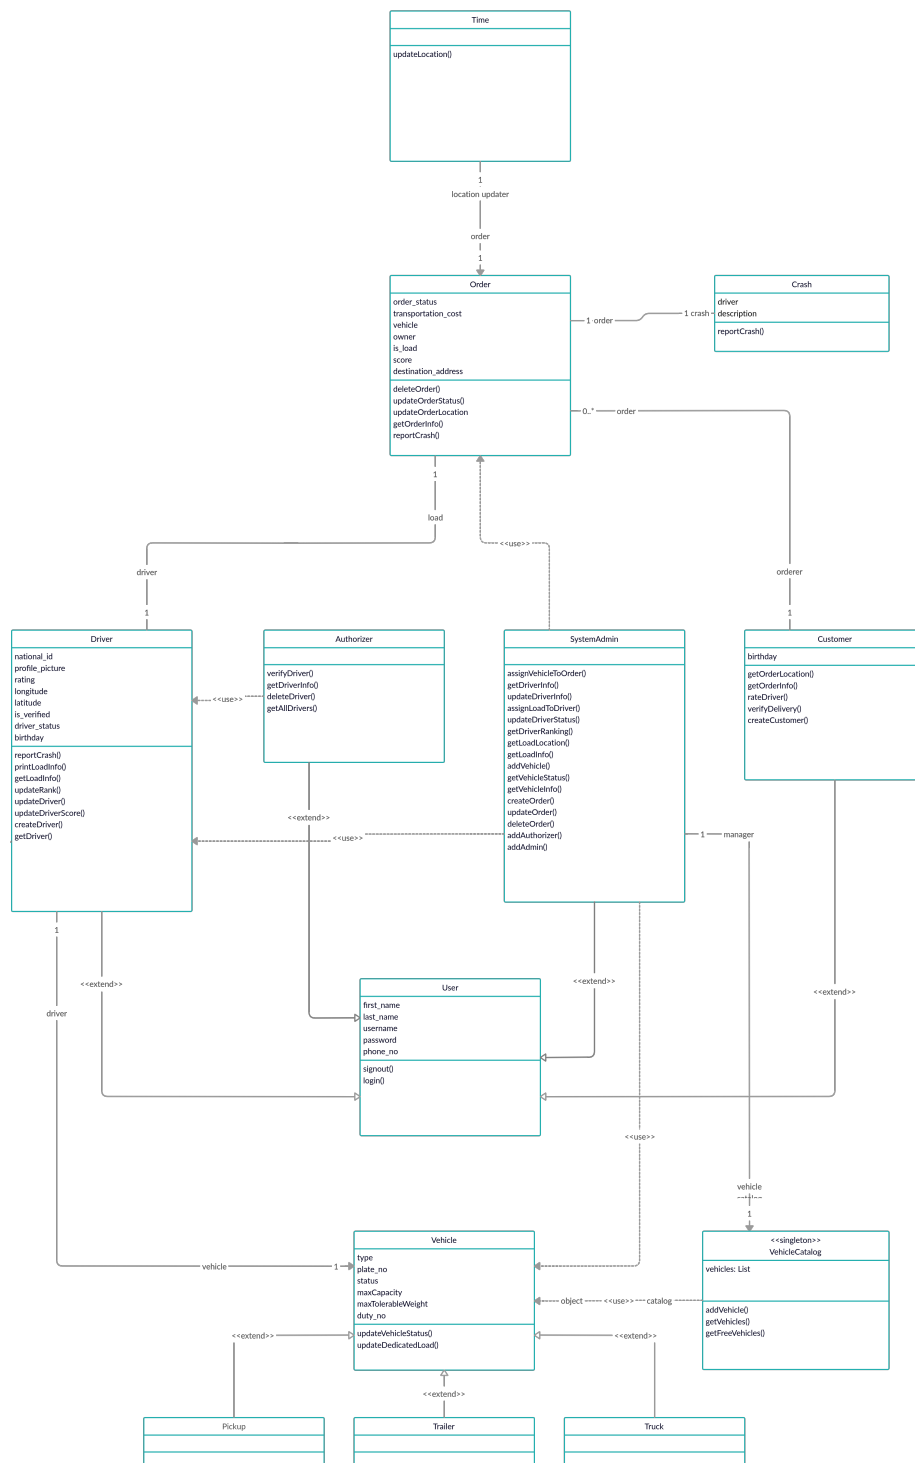 Time
updateLocation()
1
location updater
order
1
Order
order_status
transportation_cost
vehicle
owner
is_load
score
destination_address
deleteOrder()
updateOrderStatus()
updateOrderLocation
getOrderInfo()
reportCrash()
1 order
1 crash
Crash
driver
description
reportCrash()
0..* order
1
load
<<use>>
driver
1
orderer
1
Driver
national_id
profile_picture
rating
longitude
latitude
is_verified
driver_status
birthday
reportCrash()
printLoadInfo()
getLoadInfo()
updateRank()
updateDriver()
updateDriverScore()
createDriver()
getDriver()
<<use>>
Authorizer
verifyDriver()
getDriverInfo()
deleteDriver()
getAllDrivers()
SystemAdmin
assignVehicleToOrder()
getDriverInfo()
updateDriverInfo()
assignLoadToDriver()
updateDriverStatus()
getDriverRanking()
getLoadLocation()
getLoadInfo()
addVehicle()
getVehicleStatus()
getVehicleInfo()
createOrder()
updateOrder()
deleteOrder()
addAuthorizer()
addAdmin()
Customer
birthday
getOrderLocation()
getOrderInfo()
rateDriver()
verifyDelivery()
createCustomer()
<<extend>>
<<use>>
1 manager
1
driver
<<extend>>
<<extend>>
<<extend>>
User
first_name
last_name
username
password
phone_no
signout()
login()
<<use>>
vehicle
1
vehicle 1
Vehicle
type
plate_no
status
maxCapacity
maxTolerableWeight
duty_no
updateVehicleStatus()
updateDedicatedLoad()
object <<use>> catalog
<<singleton>>
VehicleCatalog
vehicles: List
addVehicle()
getVehicles()
getFreeVehicles()
<<extend>>
<<extend>>
<<extend>>
Pickup
Trailer
Truck